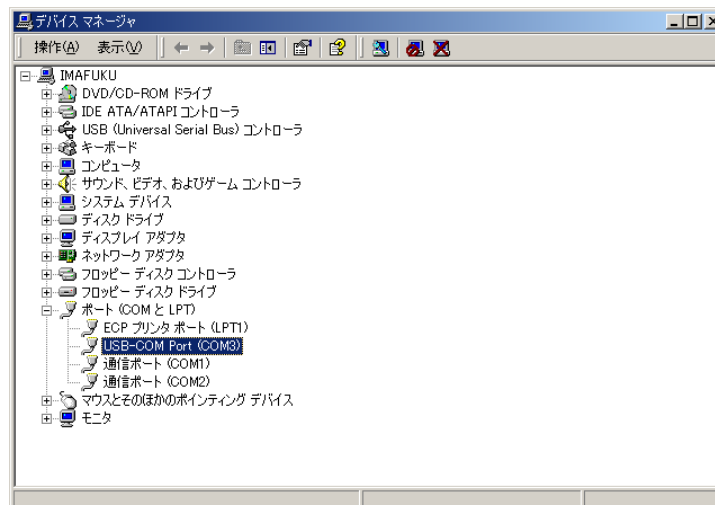 デバイス マネージャ
操作(A) 表示(V)
IMAFUKU
DVD/CD-ROM ドライブ
IDE ATA/ATAPI コントローラ
USB (Universal Serial Bus) コントローラ
キーボード
コンピュータ
サウンド、ビデオ、およびゲーム コントローラ
システム デバイス
ディスク ドライブ
ディスプレイ アダプタ
ネットワーク アダプタ
フロッピー ディスク コントローラ
フロッピー ディスク ドライブ
ポート (COM と LPT)
ECP プリンタ ポート (LPT1)
USB-COM Port (COM3)
通信ポート (COM1)
通信ポート (COM2)
マウスとそのほかのポインティング デバイス
モニタ